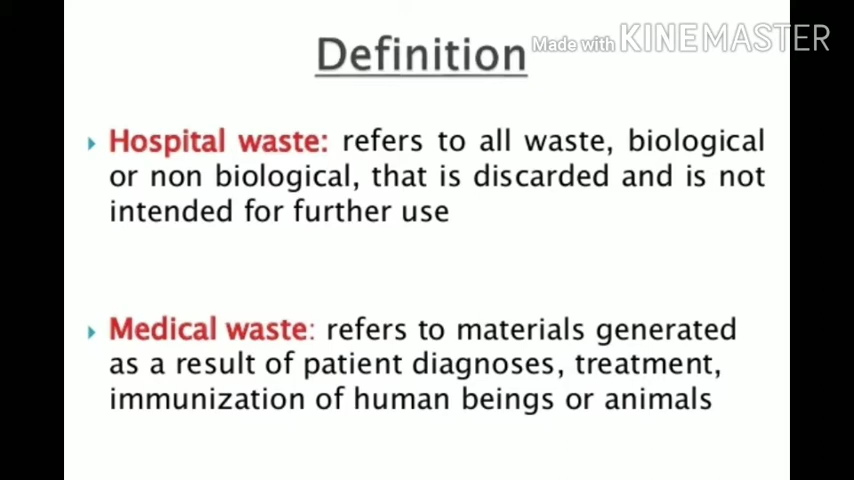 Definition
Made with KINEMASTER
Hospital waste: refers to all waste, biological
or non biological, that is discarded and is not
intended for further use
Medical waste: refers to materials generated
as a result of patient diagnoses, treatment,
immunization of human beings or animals